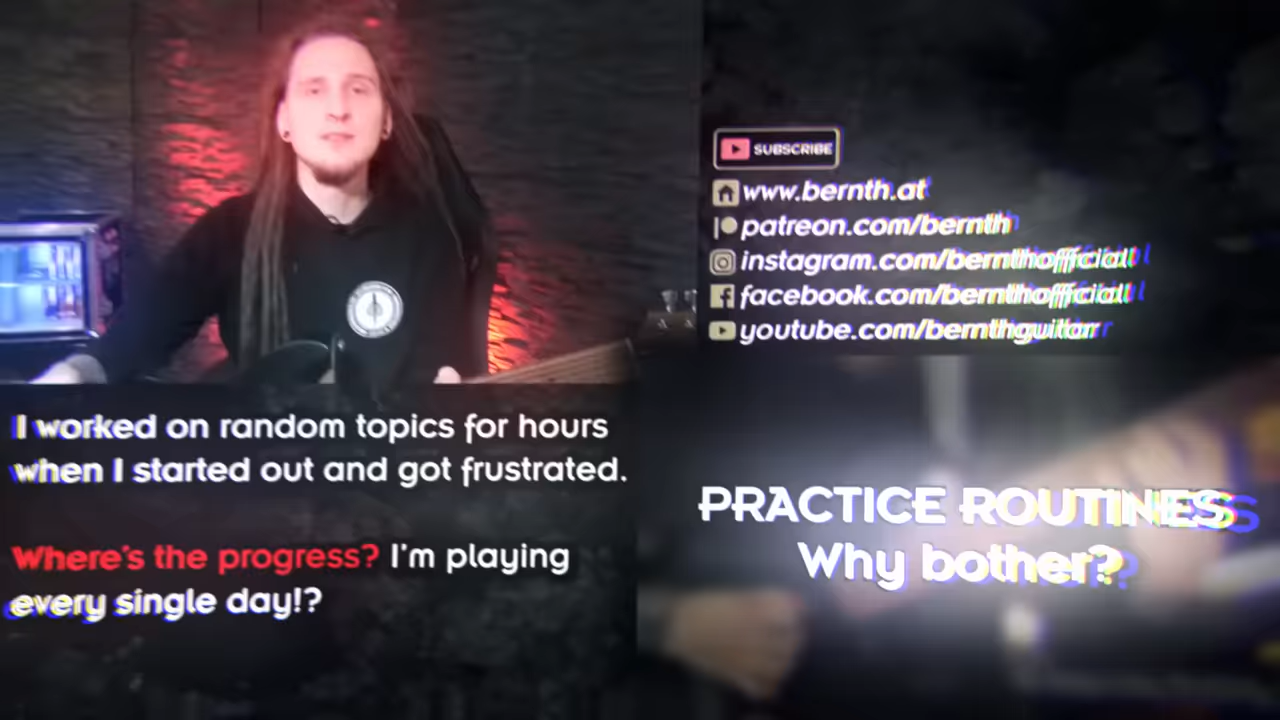 SUBSCRIBE
www.bernth.at
patreon.com/bernth
instagram.com/bernthofficial
facebook.com/bernthofficial
youtube.com/bernthguitar
I worked on random topics for hours
when I started out and got frustrated.
Where's the progress? I'm playing
every single day!?
PRACTICE ROUTINES
Why bother?